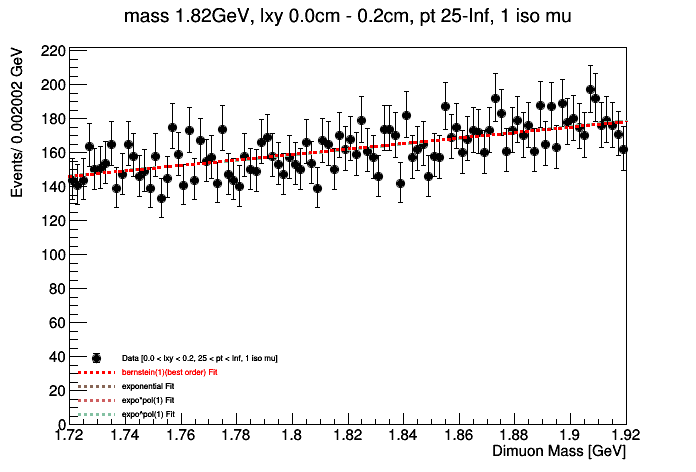 mass 1.82GeV, lxy 0.0cm - 0.2cm, pt 25-Inf, 1 iso mu
Events/ 0.002002 GeV
220
200
180
160
140
120
100
80
60
40
20
0
Data [0.0 < lxy < 0.2, 25 < pt < Inf, 1 iso mu]
bernstein(1)(best order) Fit
exponential Fit
expo*pol(1) Fit
expo^pol(1) Fit
1.72 1.74 1.76 1.78 1.8 1.82 1.84 1.86 1.88 1.9 1.92
Dimuon Mass [GeV]